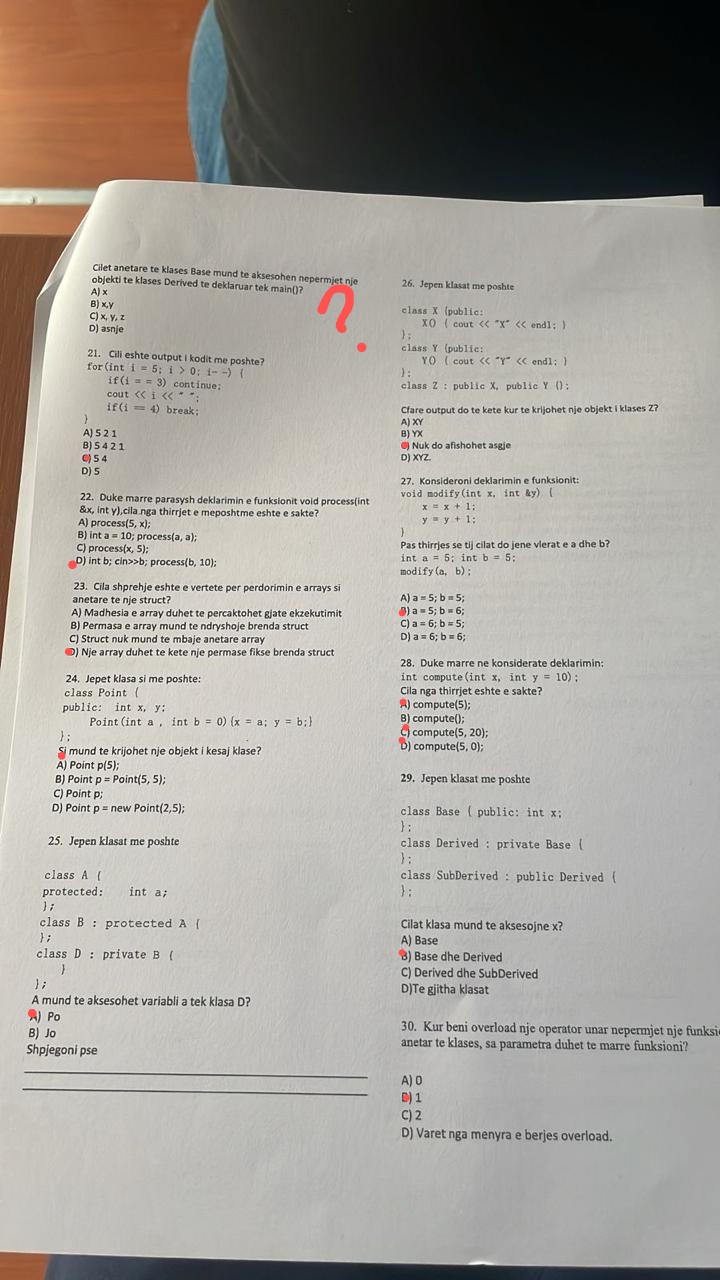 Cilet anetare te klases Base mund te aksesohen nepermjet nje
objekti te klases Derived te deklaruar tek main()?
A) x
B) x,y
C) x, y, z
D) asnje
?
21. Cili eshte output i kodit me poshte?
for(int i = 5; i > 0; i- -) {
if(i = = 3) continue;
cout << i << " ";
if(i == 4) break;
}
A) 5 2 1
B) 5 4 2 1
C) 5 4
D) 5
22. Duke marre parasysh deklarimin e funksionit void process(int
&x, int y),cila nga thirrjet e meposhtme eshte e sakte?
A) process(5, x);
B) int a = 10; process(a, a);
C) process(x, 5);
D) int b; cin>>b; process(b, 10);
23. Cila shprehje eshte e vertete per perdorimin e arrays si
anetare te nje struct?
A) Madhesia e array duhet te percaktohet gjate ekzekutimit
B) Permasa e array mund te ndryshoje brenda struct
C) Struct nuk mund te mbaje anetare array
D) Nje array duhet te kete nje permase fikse brenda struct
24. Jepet klasa si me poshte:
class Point {
public: int x, y;
Point(int a , int b = 0) {x = a; y = b;}
};
Si mund te krijohet nje objekt i kesaj klase?
A) Point p(5);
B) Point p = Point(5, 5);
C) Point p;
D) Point p = new Point(2,5);
25. Jepen klasat me poshte
class A {
protected: int a;
};
class B : protected A {
};
class D : private B {
}
};
A mund te aksesohet variabli a tek klasa D?
A) Po
B) Jo
Shpjegoni pse
26. Jepen klasat me poshte
class X {public:
X() { cout << "X" << endl; }
};
class Y {public:
Y() { cout << "Y" << endl; }
};
class Z : public X, public Y {};
Cfare output do te kete kur te krijohet nje objekt i klases Z?
A) XY
B) YX
C) Nuk do afishohet asgje
D) XYZ.
27. Konsideroni deklarimin e funksionit:
void modify(int x, int &y) {
x = x + 1;
y = y + 1;
}
Pas thirrjes se tij cilat do jene vlerat e a dhe b?
int a = 5; int b = 5;
modify(a, b);
A) a = 5; b = 5;
B) a = 5; b = 6;
C) a = 6; b = 5;
D) a = 6; b = 6;
28. Duke marre ne konsiderate deklarimin:
int compute(int x, int y = 10);
Cila nga thirrjet eshte e sakte?
A) compute(5);
B) compute();
C) compute(5, 20);
D) compute(5, 0);
29. Jepen klasat me poshte
class Base { public: int x;
};
class Derived : private Base {
};
class SubDerived : public Derived {
};
Cilat klasa mund te aksesojne x?
A) Base
B) Base dhe Derived
C) Derived dhe SubDerived
D)Te gjitha klasat
30. Kur beni overload nje operator unar nepermjet nje funksi
anetar te klases, sa parametra duhet te marre funksioni?
A) 0
B) 1
C) 2
D) Varet nga menyra e berjes overload.